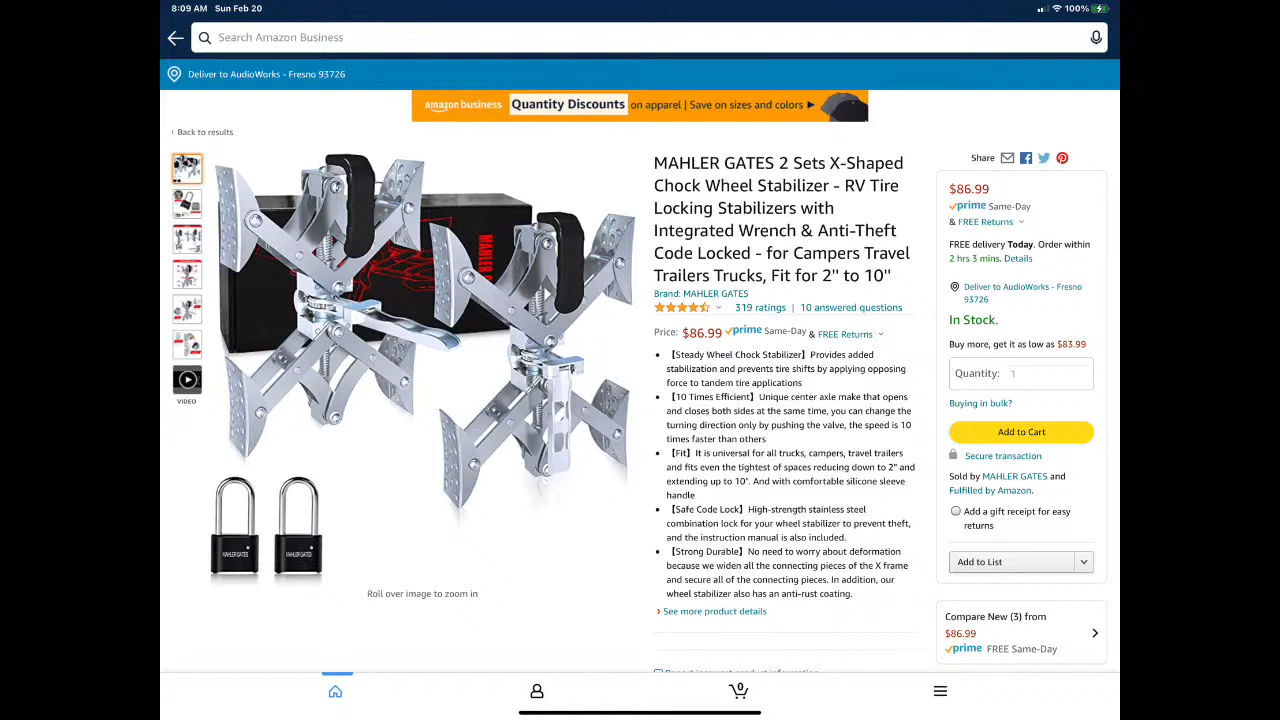 8:09 AM Sun Feb 20
100%
Search Amazon Business
Deliver to AudioWorks - Fresno 93726
amazon business Quantity Discounts on apparel | Save on sizes and colors ▶
‹ Back to results
MAHLER GATES 2 Sets X-Shaped
Chock Wheel Stabilizer - RV Tire
Locking Stabilizers with
Integrated Wrench & Anti-Theft
Code Locked - for Campers Travel
Trailers Trucks, Fit for 2'' to 10''
Brand: MAHLER GATES
319 ratings | 10 answered questions
Price: $86.99 prime Same-Day & FREE Returns
• 【Steady Wheel Chock Stabilizer】Provides added
stabilization and prevents tire shifts by applying opposing
force to tandem tire applications
• 【10 Times Efficient】Unique center axle make that opens
and closes both sides at the same time, you can change the
turning direction only by pushing the valve, the speed is 10
times faster than others
• 【Fit】It is universal for all trucks, campers, travel trailers
and fits even the tightest of spaces reducing down to 2" and
extending up to 10". And with comfortable silicone sleeve
handle
• 【Safe Code Lock】High-strength stainless steel
combination lock for your wheel stabilizer to prevent theft,
and the instruction manual is also included.
• 【Strong Durable】No need to worry about deformation
because we widen all the connecting pieces of the X frame
and secure all of the connecting pieces. In addition, our
wheel stabilizer also has an anti-rust coating.
› See more product details
MAHLER
MAHLER GATES
MAHLER GATES
VIDEO
Roll over image to zoom in
Share
$86.99
prime Same-Day
& FREE Returns
FREE delivery Today. Order within
2 hrs 3 mins. Details
Deliver to AudioWorks - Fresno
93726
In Stock.
Buy more, get it as low as $83.99
Quantity: 1
Buying in bulk?
Add to Cart
Secure transaction
Sold by MAHLER GATES and
Fulfilled by Amazon.
Add a gift receipt for easy
returns
Add to List
Compare New (3) from
$86.99
prime FREE Same-Day
0